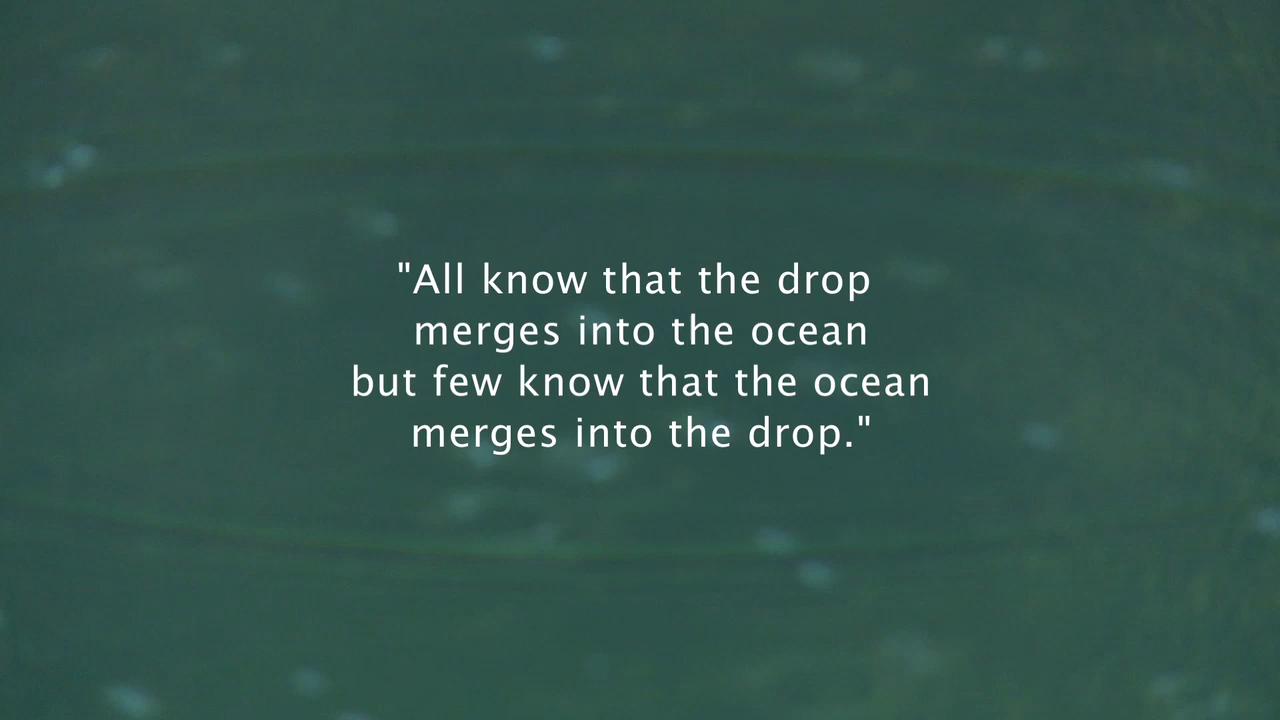 "All know that the drop
merges into the ocean
but few know that the ocean
merges into the drop."